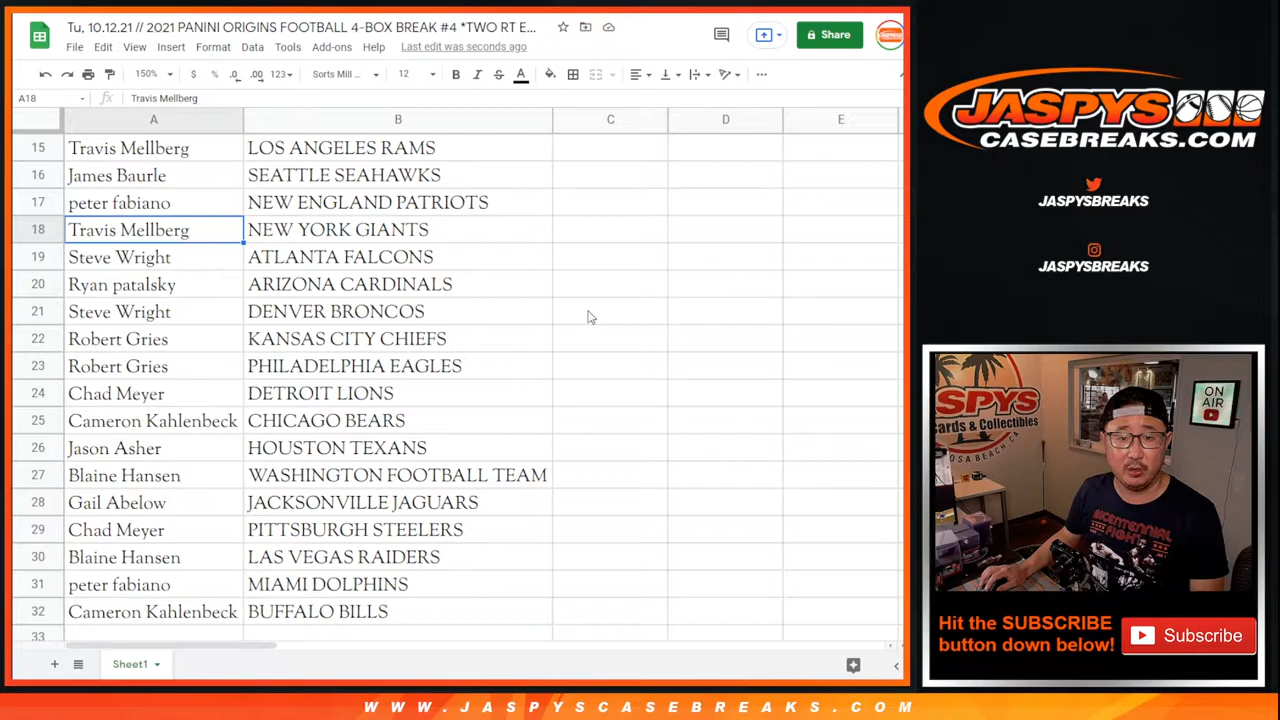 Tu, 10.12.21 // 2021 PANINI ORIGINS FOOTBALL 4-BOX BREAK #4 *TWO RT E...
File Edit View Insert Format Data Tools Add-ons Help Last edit was seconds ago
Share
150% $ % .0 .00 123 Sorts Mill ... 12 B I S A
A18 fx Travis Mellberg
A B C D E
15 Travis Mellberg LOS ANGELES RAMS
16 James Baurle SEATTLE SEAHAWKS
17 peter fabiano NEW ENGLAND PATRIOTS
18 Travis Mellberg NEW YORK GIANTS
19 Steve Wright ATLANTA FALCONS
20 Ryan patalsky ARIZONA CARDINALS
21 Steve Wright DENVER BRONCOS
22 Robert Gries KANSAS CITY CHIEFS
23 Robert Gries PHILADELPHIA EAGLES
24 Chad Meyer DETROIT LIONS
25 Cameron Kahlenbeck CHICAGO BEARS
26 Jason Asher HOUSTON TEXANS
27 Blaine Hansen WASHINGTON FOOTBALL TEAM
28 Gail Abelow JACKSONVILLE JAGUARS
29 Chad Meyer PITTSBURGH STEELERS
30 Blaine Hansen LAS VEGAS RAIDERS
31 peter fabiano MIAMI DOLPHINS
32 Cameron Kahlenbeck BUFFALO BILLS
33
Sheet1
JASPYS
CASEBREAKS.COM
JASPYSBREAKS
JASPYSBREAKS
ON
AIR
BICENTENNIAL
FIGHT
Hit the SUBSCRIBE
button down below!
Subscribe
WWW.JASPYSCASEBREAKS.COM